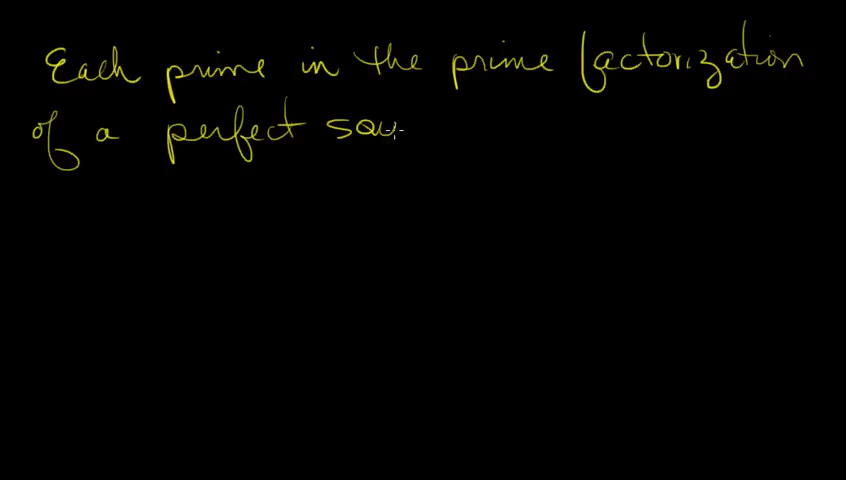 Each prime in the prime factorization
of a perfect squ